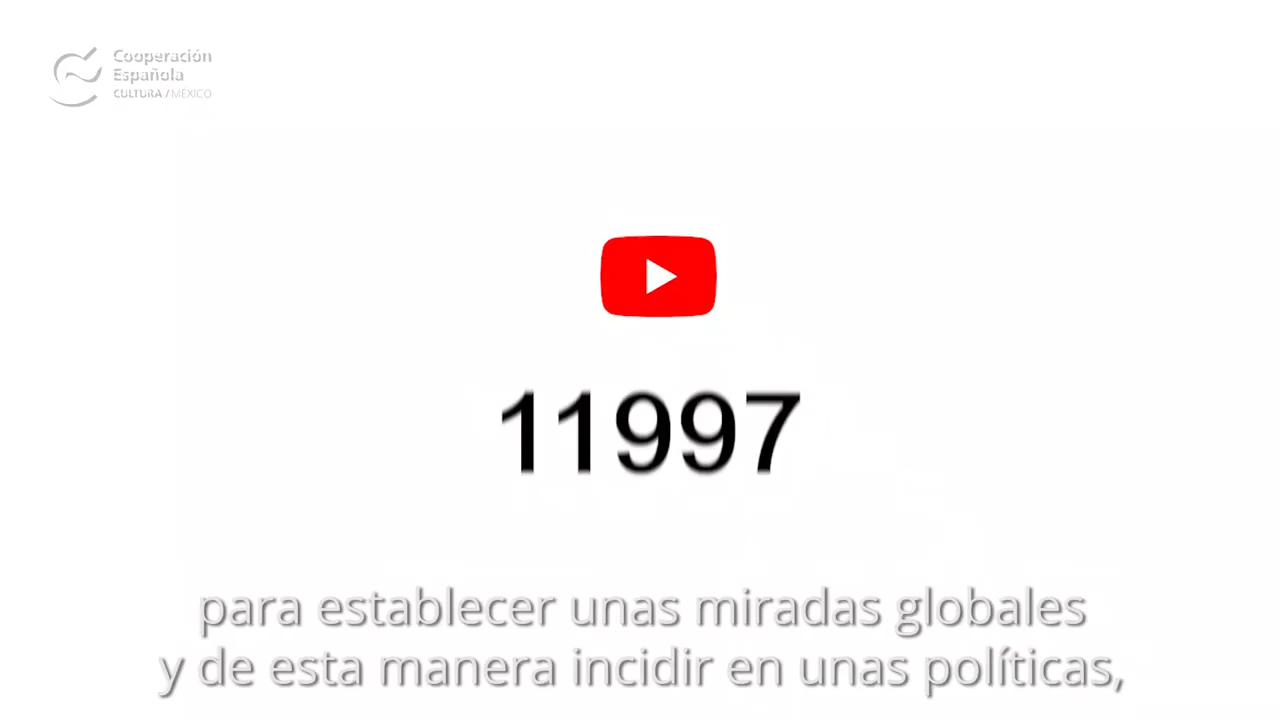 Cooperación
Española
CULTURA / MÉXICO
11997
para establecer unas miradas globales
y de esta manera incidir en unas políticas,